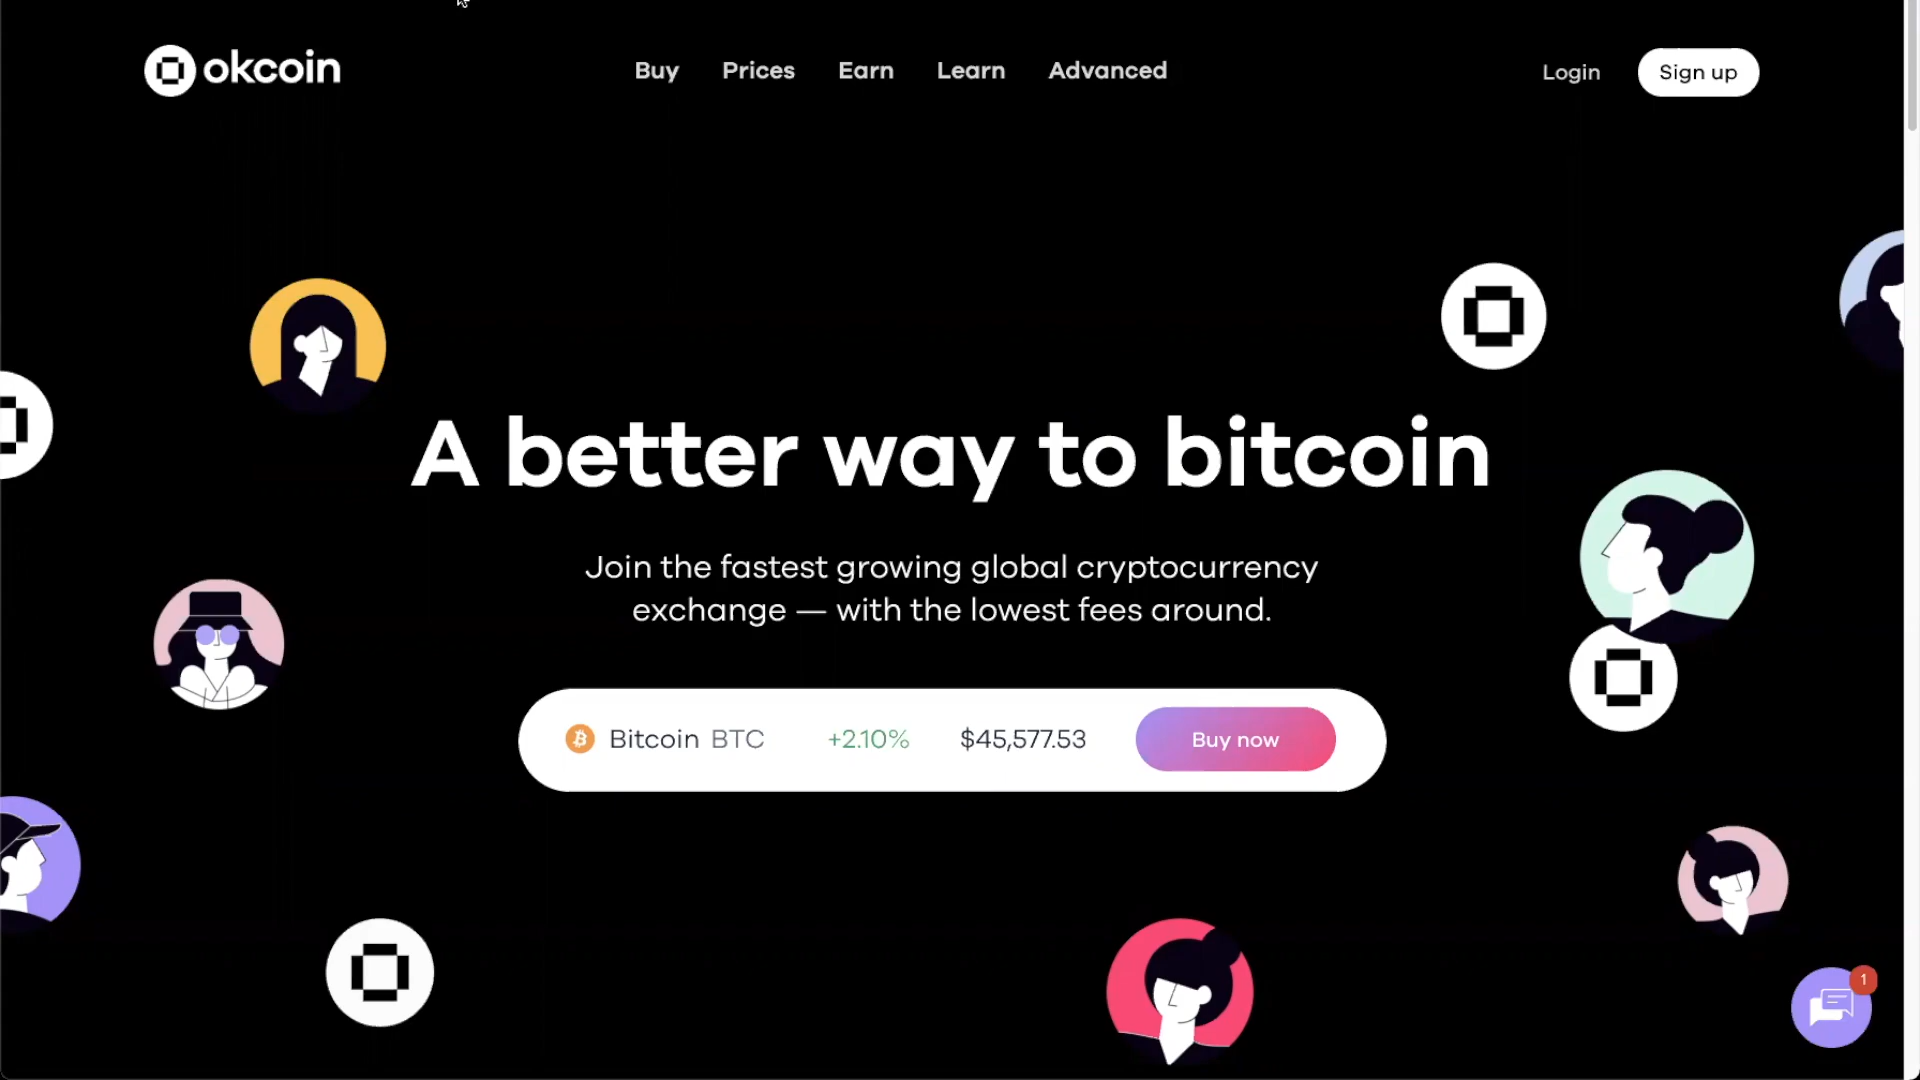 okcoin
Buy Prices Earn Learn Advanced
Login Sign up
A better way to bitcoin
Join the fastest growing global cryptocurrency
exchange — with the lowest fees around.
Bitcoin BTC +2.10% $45,577.53 Buy now
1